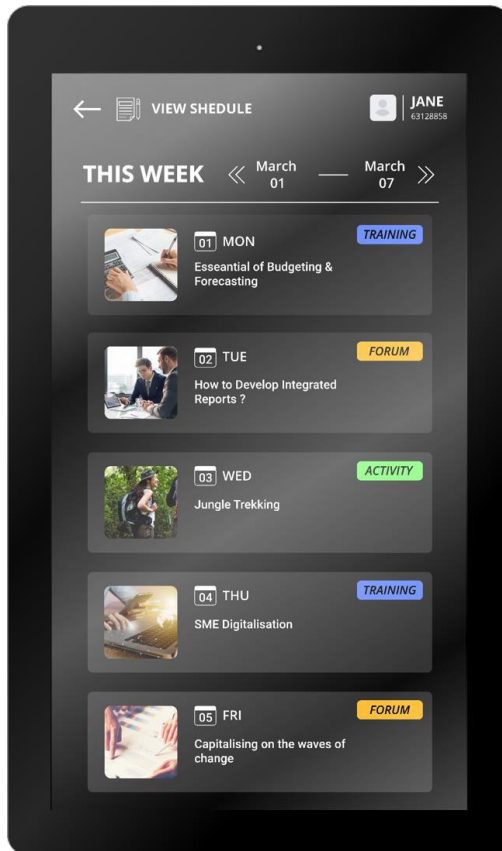 VIEW SHEDULE
JANE
63128858
THIS WEEK
March
01
March
07
01 MON
TRAINING
Esseantial of Budgeting &
Forecasting
02 TUE
FORUM
How to Develop Integrated
Reports ?
03 WED
ACTIVITY
Jungle Trekking
04 THU
TRAINING
SME Digitalisation
05 FRI
FORUM
Capitalising on the waves of
change